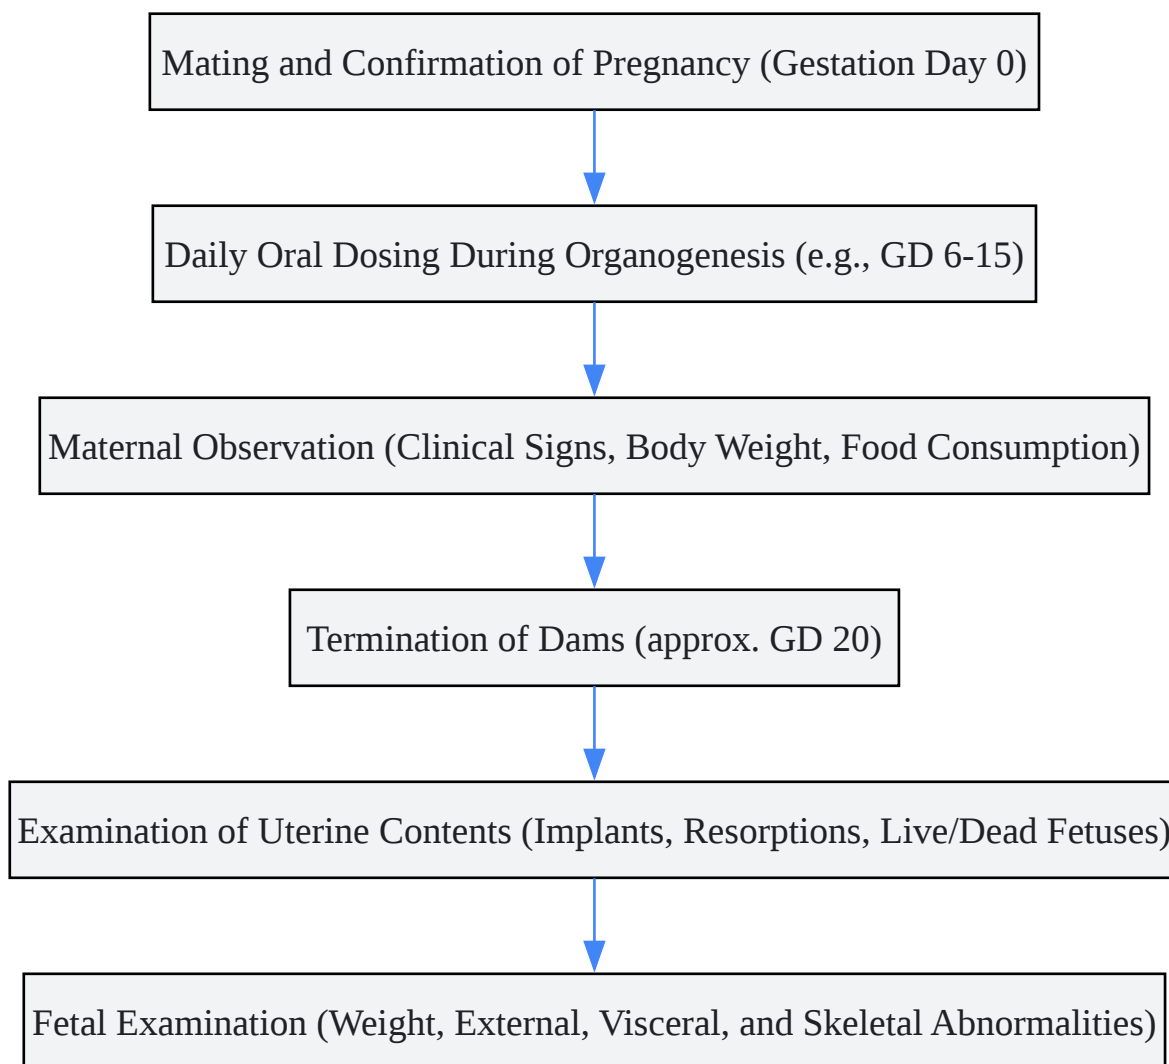 Mating and Confirmation of Pregnancy (Gestation Day 0)
Daily Oral Dosing During Organogenesis (e.g., GD 6-15)
Maternal Observation (Clinical Signs, Body Weight, Food Consumption)
Termination of Dams (approx. GD 20)
Examination of Uterine Contents (Implants, Resorptions, Live/Dead Fetuses)
Fetal Examination (Weight, External, Visceral, and Skeletal Abnormalities)